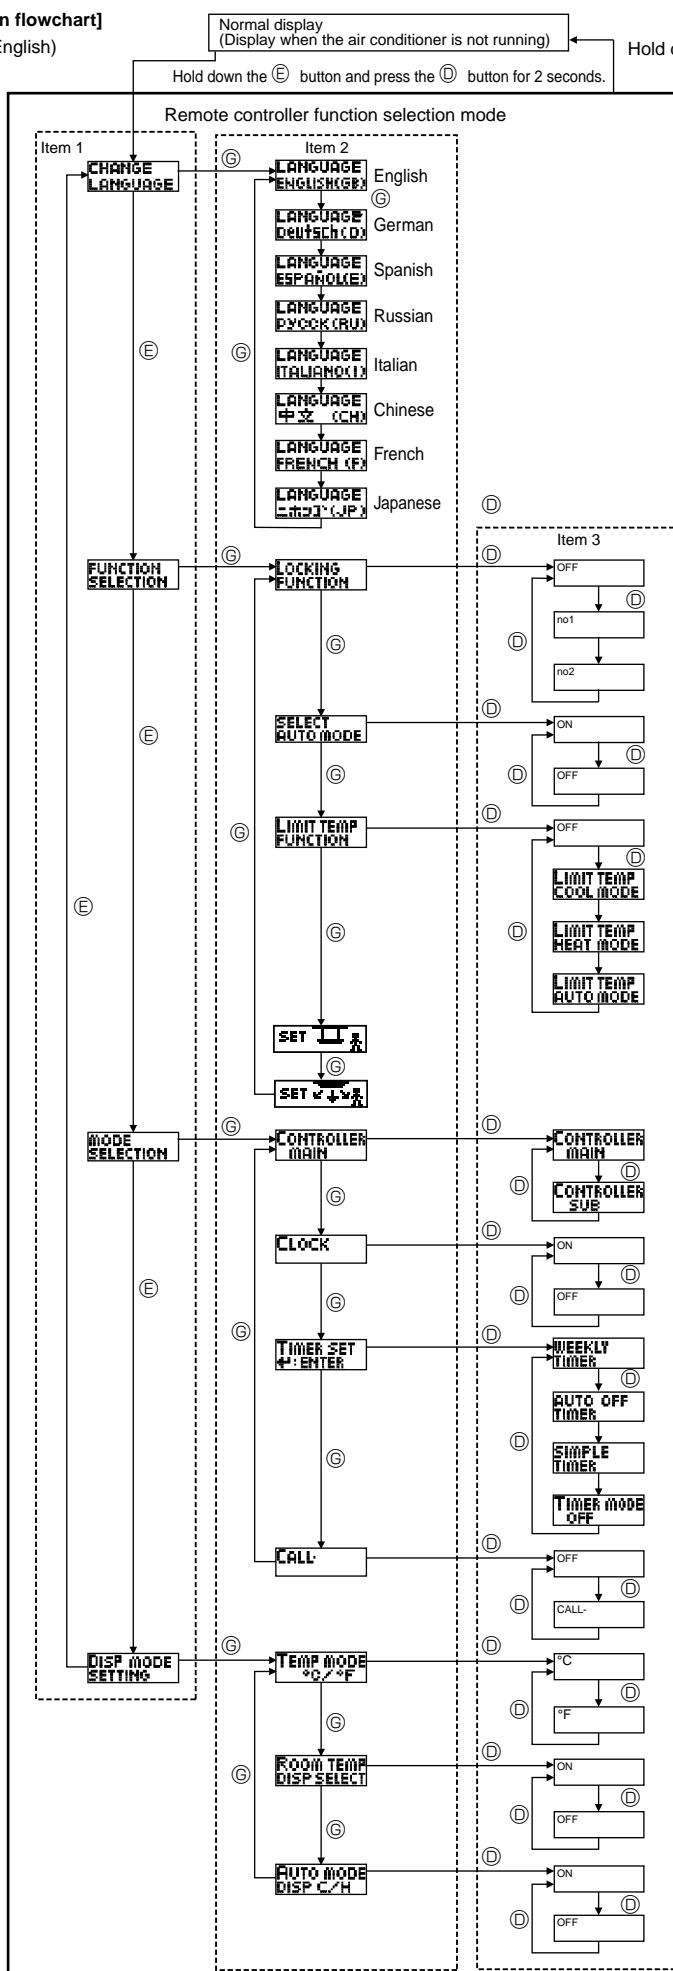 n flowchart]
English)
Normal display
(Display when the air conditioner is not running)
Hold
Hold down the Ⓔ button and press the Ⓓ button for 2 seconds.
Remote controller function selection mode
Item 1
Item 2
CHANGE
LANGUAGE
Ⓖ
LANGUAGE
ENGLISH(GB)
English
Ⓖ
LANGUAGE
Deutsch(D)
German
LANGUAGE
ESPAÑOL(E)
Spanish
LANGUAGE
РУССК(RU)
Russian
Ⓔ
Ⓖ
LANGUAGE
ITALIANO(I)
Italian
LANGUAGE
中文 (CH)
Chinese
LANGUAGE
FRENCH (F)
French
LANGUAGE
ニホンゴ(JP)
Japanese
Ⓓ
Item 3
FUNCTION
SELECTION
Ⓖ
LOCKING
FUNCTION
Ⓓ
OFF
Ⓓ
no1
Ⓖ
Ⓓ
no2
Ⓔ
SELECT
AUTO MODE
Ⓓ
ON
Ⓓ
Ⓖ
Ⓓ
OFF
Ⓖ
LIMIT TEMP
FUNCTION
Ⓓ
OFF
Ⓓ
LIMIT TEMP
COOL MODE
Ⓔ
Ⓖ
Ⓓ
LIMIT TEMP
HEAT MODE
LIMIT TEMP
AUTO MODE
SET
Ⓖ
SET
MODE
SELECTION
Ⓖ
CONTROLLER
MAIN
Ⓓ
CONTROLLER
MAIN
Ⓓ
Ⓖ
Ⓓ
CONTROLLER
SUB
CLOCK
Ⓓ
ON
Ⓓ
Ⓔ
Ⓖ
Ⓓ
OFF
Ⓖ
TIMER SET
↵:ENTER
Ⓓ
WEEKLY
TIMER
Ⓓ
AUTO OFF
TIMER
Ⓖ
Ⓓ
SIMPLE
TIMER
TIMER MODE
OFF
CALL-
Ⓓ
OFF
Ⓓ
Ⓓ
CALL-
DISP MODE
SETTING
Ⓖ
TEMP MODE
°C/°F
Ⓓ
°C
Ⓓ
Ⓖ
Ⓓ
°F
Ⓖ
ROOM TEMP
DISP SELECT
Ⓓ
ON
Ⓓ
Ⓖ
Ⓓ
OFF
AUTO MODE
DISP C/H
Ⓓ
ON
Ⓓ
Ⓓ
OFF